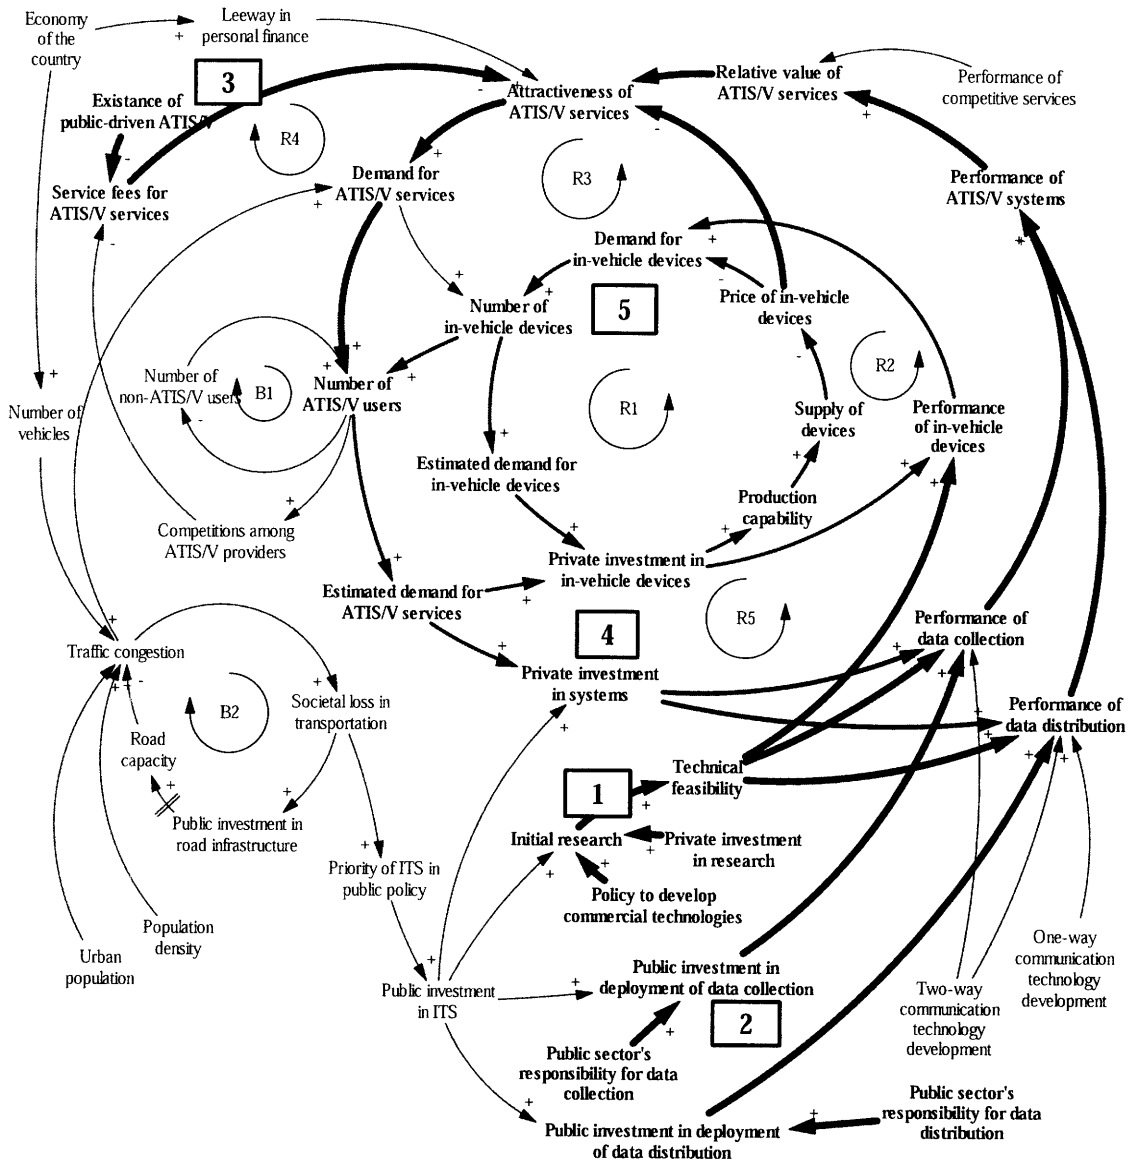 Economy
of the
country
Leeway in
personal finance
+
3
Existance of
public-driven ATIS/V
-
Service fees for
ATIS/V services
-
R4
-
+
Attractiveness of
ATIS/V services
-
Relative value of
ATIS/V services
Performance of
competitive services
+
+
Demand for
ATIS/V services
+
R3
Performance of
ATIS/V systems
+
Demand for
in-vehicle devices
+
-
+
+
Number of
in-vehicle devices
5
Price of in-vehicle
devices
-
R2
+
+
+
+
Number of
non-ATIS/V users
-
B1
Number of
ATIS/V users
R1
Supply of
devices
+
Performance
of in-vehicle
devices
+
+
+
Number of
vehicles
+
Estimated demand for
in-vehicle devices
Production
capability
+
+
Competitions among
ATIS/V providers
+
Private investment in
in-vehicle devices
+
+
Estimated demand for
ATIS/V services
R5
4
Performance of
data collection
+
+
+
Traffic congestion
+
+
-
+
Private investment
in systems
+
B2
+
Societal loss in
transportation
Performance of
data distribution
+
+
+
+
+
Road
capacity
+
Technical
feasibility
+
1
+
Public investment in
road infrastructure
Initial research
+
Private investment
in research
+
Priority of ITS in
public policy
+
+
Policy to develop
commercial technologies
Population
density
Urban
population
One-way
communication
technology
development
+
Public investment
in ITS
+
Public investment in
deployment of data collection
Two-way
communication
technology
development
2
+
Public sector's
responsibility for data
collection
+
Public investment in deployment
of data distribution
+
Public sector's
responsibility for data
distribution